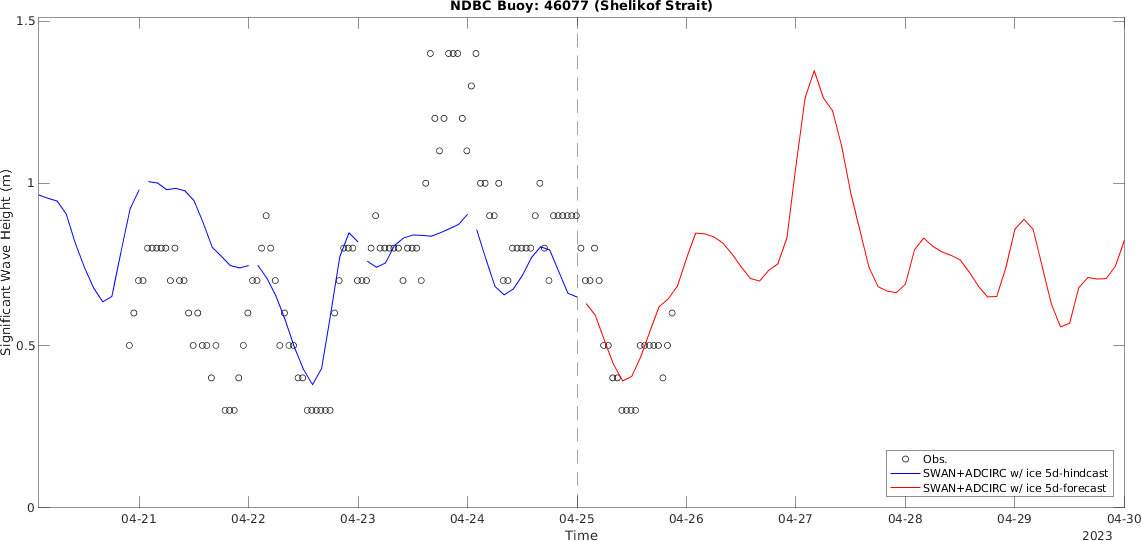 NDBC Buoy: 46077 (Shelikof Strait)
Significant Wave Height (m)
1.5
1
0.5
0
04-21 04-22 04-23 04-24 04-25 04-26 04-27 04-28 04-29 04-30
Time
2023
Obs.
SWAN+ADCIRC w/ ice 5d-hindcast
SWAN+ADCIRC w/ ice 5d-forecast